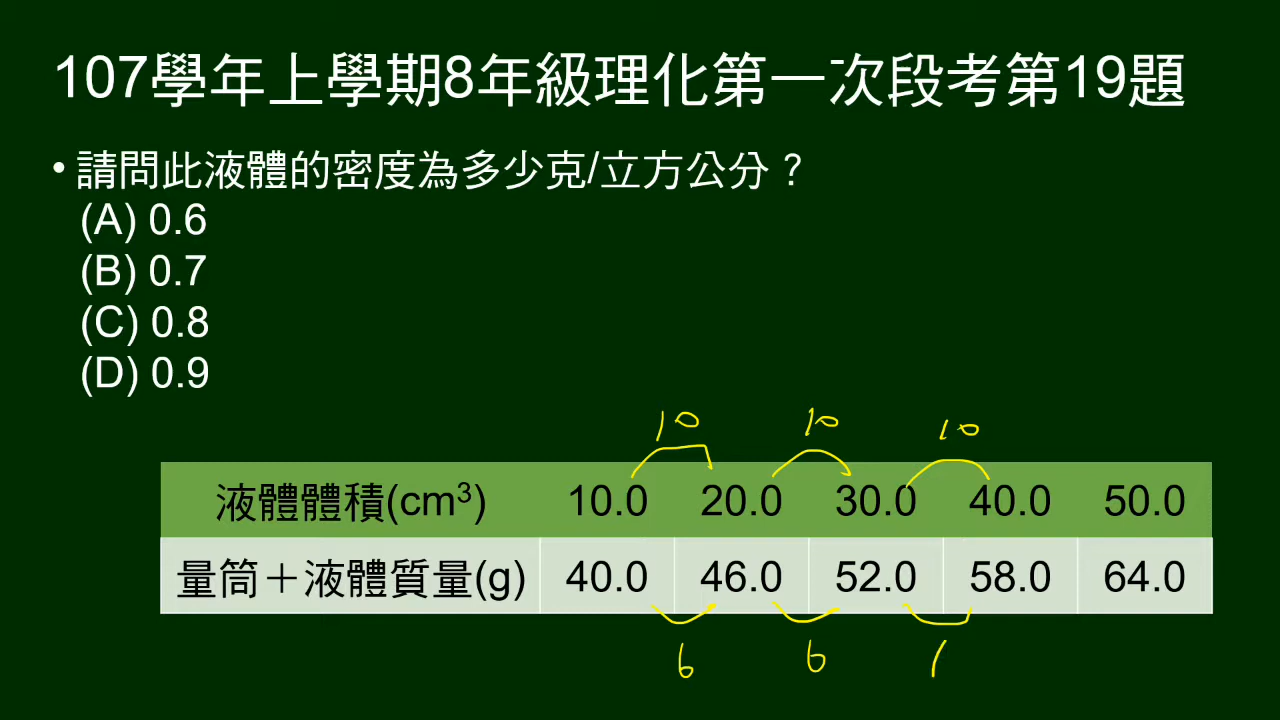 107學年上學期8年級理化第一次段考第19題
•請問此液體的密度為多少克/立方公分？
(A) 0.6
(B) 0.7
(C) 0.8
(D) 0.9
10 10 10
液體體積(cm³) 10.0 20.0 30.0 40.0 50.0
量筒＋液體質量(g) 40.0 46.0 52.0 58.0 64.0
6 6